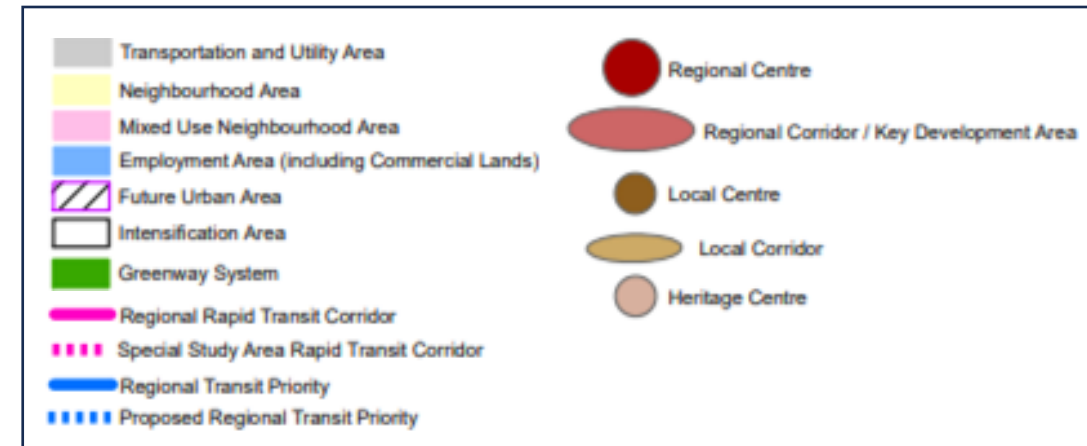 Transportation and Utility Area
Neighbourhood Area
Mixed Use Neighbourhood Area
Employment Area (including Commercial Lands)
Future Urban Area
Intensification Area
Greenway System
Regional Rapid Transit Corridor
Special Study Area Rapid Transit Corridor
Regional Transit Priority
Proposed Regional Transit Priority
Regional Centre
Regional Corridor / Key Development Area
Local Centre
Local Corridor
Heritage Centre